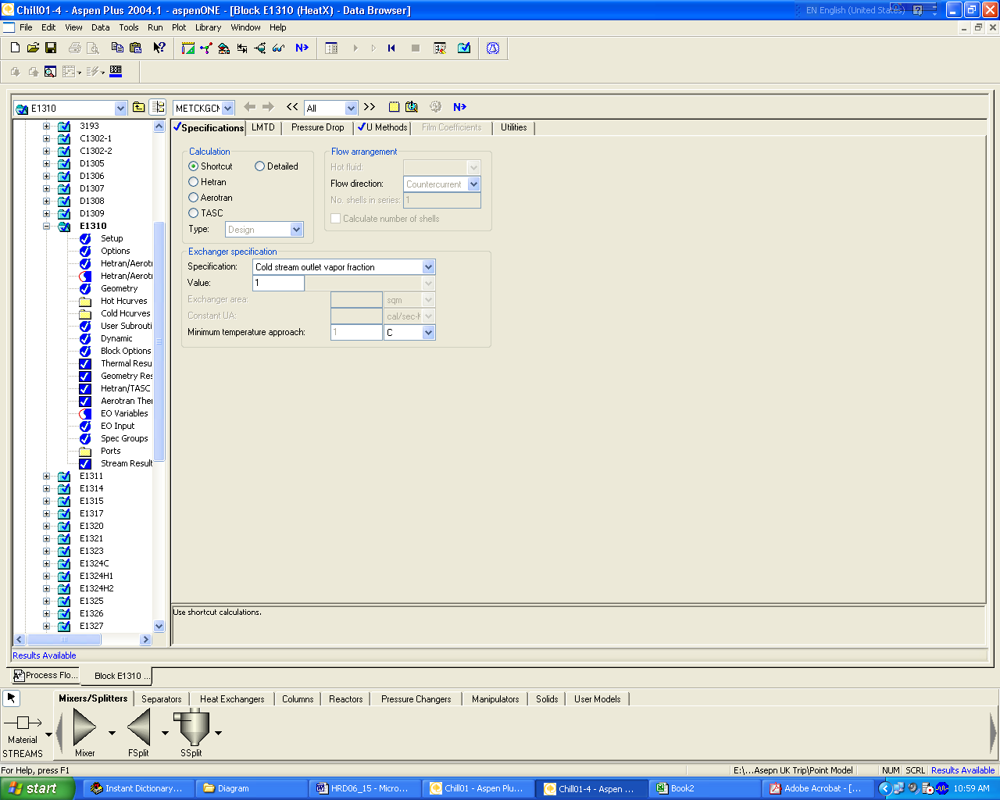 Chill01-4 - Aspen Plus 2004.1 - aspenONE - [Block E1310 (HeatX) - Data Browser]
EN English (United States)
File Edit View Data Tools Run Plot Library Window Help
N>
E1310
METCKGCN
All
N>
3193
C1302-1
C1302-2
D1305
D1306
D1307
D1308
D1309
E1310
Setup
Options
Hetran/Aerotr
Hetran/Aerotr
Geometry
Hot Hcurves
Cold Hcurves
User Subrouti
Dynamic
Block Options
Thermal Resu
Geometry Res
Hetran/TASC
Aerotran Ther
EO Variables
EO Input
Spec Groups
Ports
Stream Result
E1311
E1314
E1315
E1317
E1320
E1321
E1323
E1324C
E1324H1
E1324H2
E1325
E1326
E1327
Specifications LMTD Pressure Drop U Methods Film Coefficients Utilities
Calculation
Shortcut Detailed
Hetran
Aerotran
TASC
Type: Design
Flow arrangement
Hot fluid:
Flow direction: Countercurrent
No. shells in series: 1
Calculate number of shells
Exchanger specification
Specification: Cold stream outlet vapor fraction
Value: 1
Exchanger area: sqm
Constant UA: cal/sec-K
Minimum temperature approach: 1 C
Use shortcut calculations.
Results Available
Process Flo... Block E1310 ...
Mixers/Splitters Separators Heat Exchangers Columns Reactors Pressure Changers Manipulators Solids User Models
Material
STREAMS
Mixer FSplit SSplit
For Help, press F1
E:\...Asepn UK Trip\Point Model NUM SCRL Results Available
start Instant Dictionary... Diagram HRD06_15 - Micro... Chill01 - Aspen Plu... Chill01-4 - Aspen ... Book2 Adobe Acrobat - [... 10:59 AM